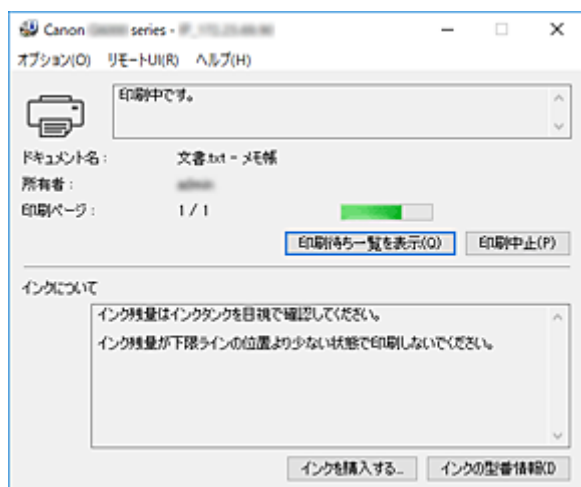 Canon series -
オプション(O) リモートUI(R) ヘルプ(H)
印刷中です。
ドキュメント名: 文書.txt - メモ帳
所有者:
印刷ページ: 1 / 1
印刷待ち一覧を表示(Q) 印刷中止(P)
インクについて
インク残量はインクタンクを目視で確認してください。
インク残量が下限ラインの位置より少ない状態で印刷しないでください。
インクを購入する... インクの型番情報(I)